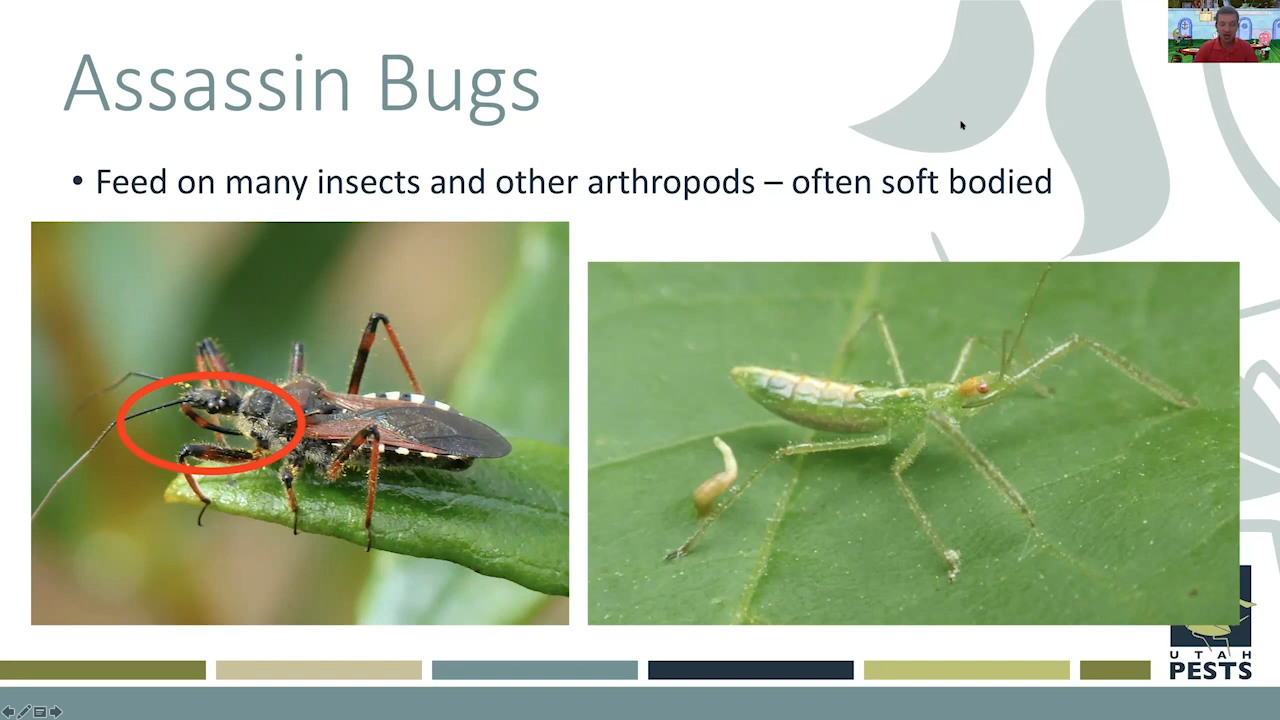 Assassin Bugs
• Feed on many insects and other arthropods – often soft bodied
UTAH
PESTS